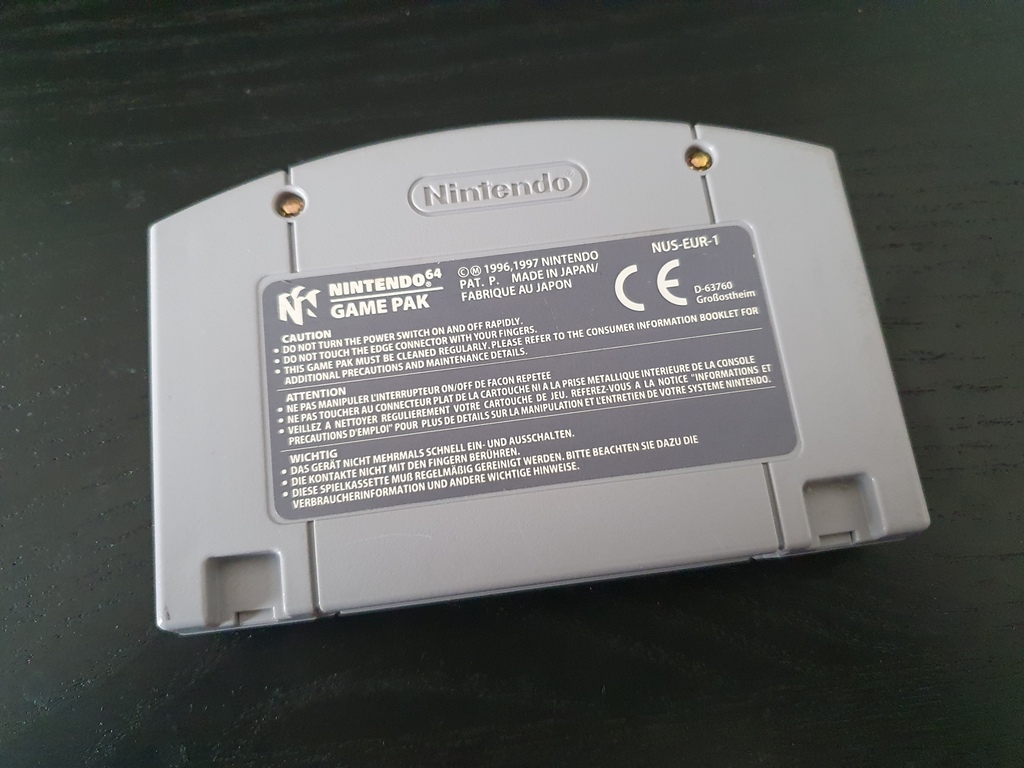 Nintendo
NINTENDO64®
GAME PAK
©Ⓜ 1996,1997 NINTENDO
PAT. P. MADE IN JAPAN/
FABRIQUE AU JAPON
NUS-EUR-1
CE
D-63760
Großostheim
CAUTION
• DO NOT TURN THE POWER SWITCH ON AND OFF RAPIDLY.
• DO NOT TOUCH THE EDGE CONNECTOR WITH YOUR FINGERS.
• THIS GAME PAK MUST BE CLEANED REGULARLY. PLEASE REFER TO THE CONSUMER INFORMATION BOOKLET FOR
ADDITIONAL PRECAUTIONS AND MAINTENANCE DETAILS.
ATTENTION
• NE PAS MANIPULER L'INTERRUPTEUR ON/OFF DE FACON REPETEE
• NE PAS TOUCHER AU CONNECTEUR PLAT DE LA CARTOUCHE NI A LA PRISE METALLIQUE INTERIEURE DE LA CONSOLE
• VEILLEZ A NETTOYER REGULIEREMENT VOTRE CARTOUCHE DE JEU. REFEREZ-VOUS A LA NOTICE "INFORMATIONS ET
PRECAUTIONS D'EMPLOI" POUR PLUS DE DETAILS SUR LA MANIPULATION ET L'ENTRETIEN DE VOTRE SYSTEME NINTENDO.
WICHTIG
• DAS GERÄT NICHT MEHRMALS SCHNELL EIN- UND AUSSCHALTEN.
• DIE KONTAKTE NICHT MIT DEN FINGERN BERÜHREN.
• DIESE SPIELKASSETTE MUß REGELMÄßIG GEREINIGT WERDEN. BITTE BEACHTEN SIE DAZU DIE
VERBRAUCHERINFORMATION UND ANDERE WICHTIGE HINWEISE.